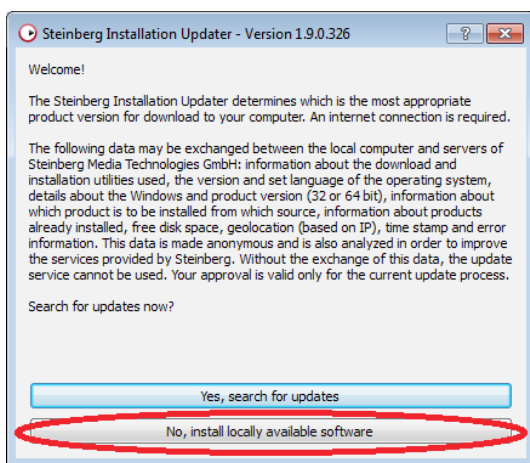 Steinberg Installation Updater - Version 1.9.0.326
Welcome!
The Steinberg Installation Updater determines which is the most appropriate
product version for download to your computer. An internet connection is required.
The following data may be exchanged between the local computer and servers of
Steinberg Media Technologies GmbH: information about the download and
installation utilities used, the version and set language of the operating system,
details about the Windows and product version (32 or 64 bit), information about
which product is to be installed from which source, information about products
already installed, free disk space, geolocation (based on IP), time stamp and error
information. This data is made anonymous and is also analyzed in order to improve
the services provided by Steinberg. Without the exchange of this data, the update
service cannot be used. Your approval is valid only for the current update process.
Search for updates now?
Yes, search for updates
No, install locally available software